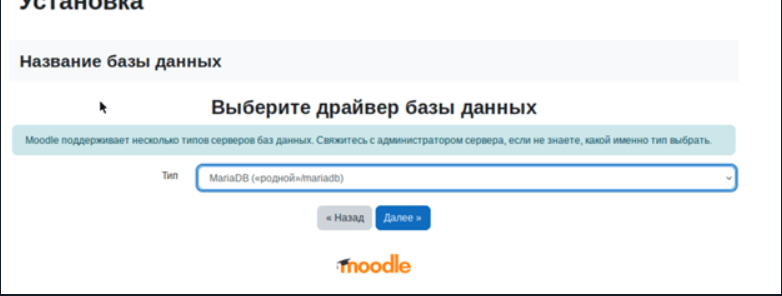 Установка
Название базы данных
Выберите драйвер базы данных
Moodle поддерживает несколько типов серверов баз данных. Свяжитесь с администратором сервера, если не знаете, какой именно тип выбрать.
Тип
MariaDB («родной»/mariadb)
« Назад
Далее »
moodle